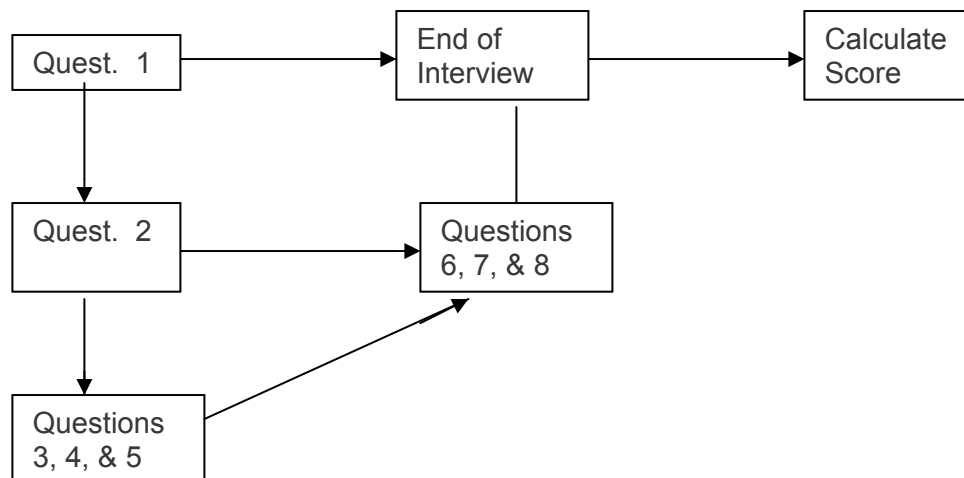 Quest. 1
End of
Interview
Calculate
Score
Quest. 2
Questions
6, 7, & 8
Questions
3, 4, & 5